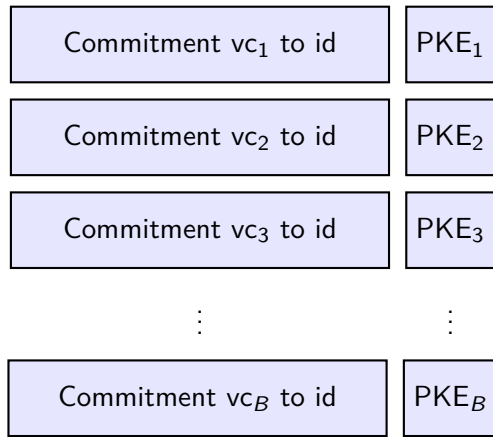 Commitment vc₁ to id PKE₁
Commitment vc₂ to id PKE₂
Commitment vc₃ to id PKE₃
⋮ ⋮
Commitment vc_B to id PKE_B